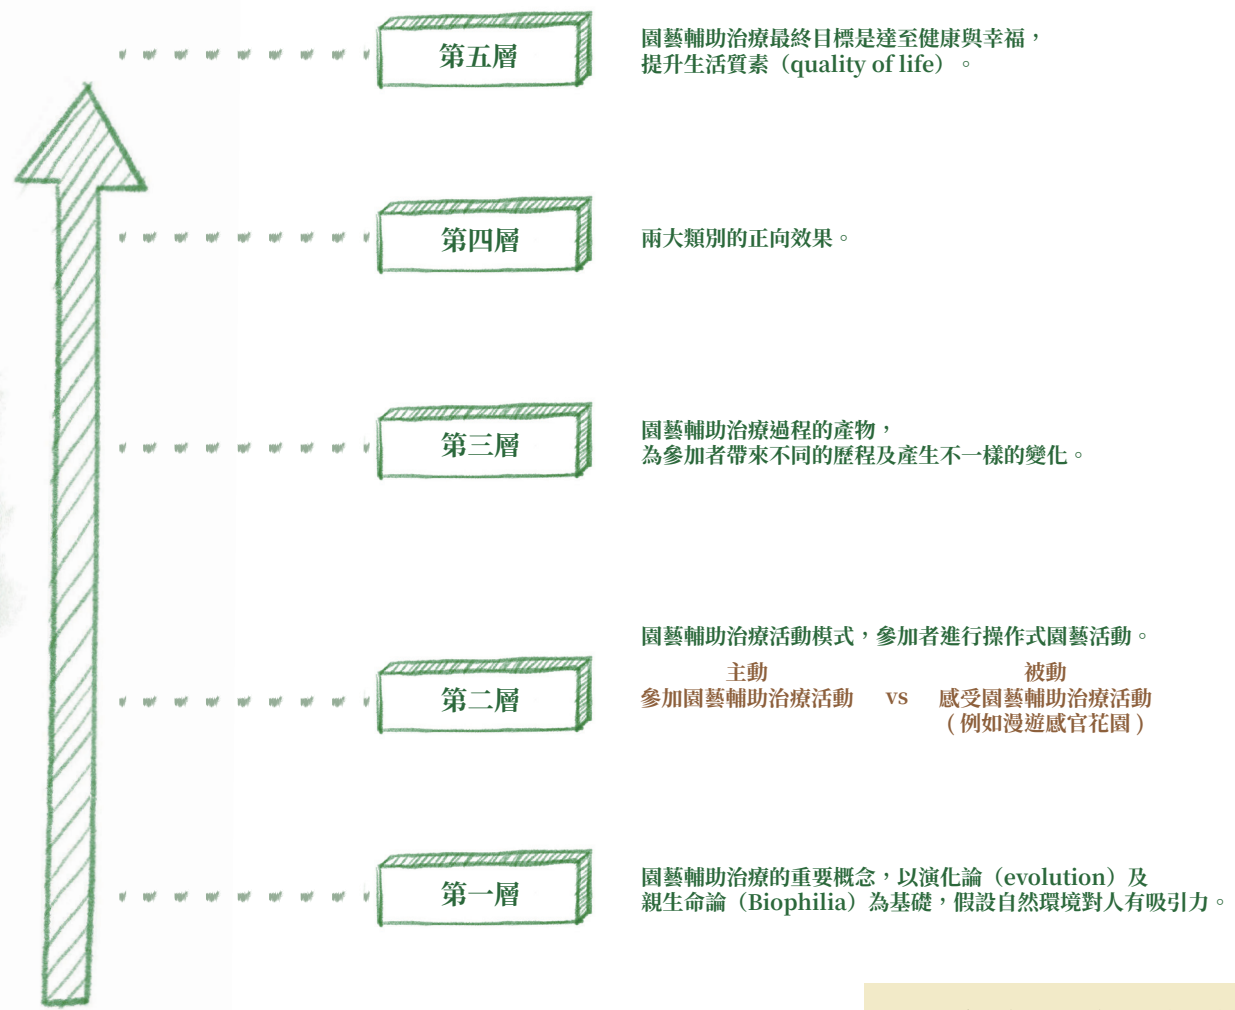 第五層
園藝輔助治療最終目標是達至健康與幸福，
提升生活質素（quality of life）。
第四層
兩大類別的正向效果。
第三層
園藝輔助治療過程的產物，
為參加者帶來不同的歷程及產生不一樣的變化。
第二層
園藝輔助治療活動模式，參加者進行操作式園藝活動。
主動 被動
參加園藝輔助治療活動 vs 感受園藝輔助治療活動
( 例如漫遊感官花園 )
第一層
園藝輔助治療的重要概念，以演化論（evolution）及
親生命論（Biophilia）為基礎，假設自然環境對人有吸引力。